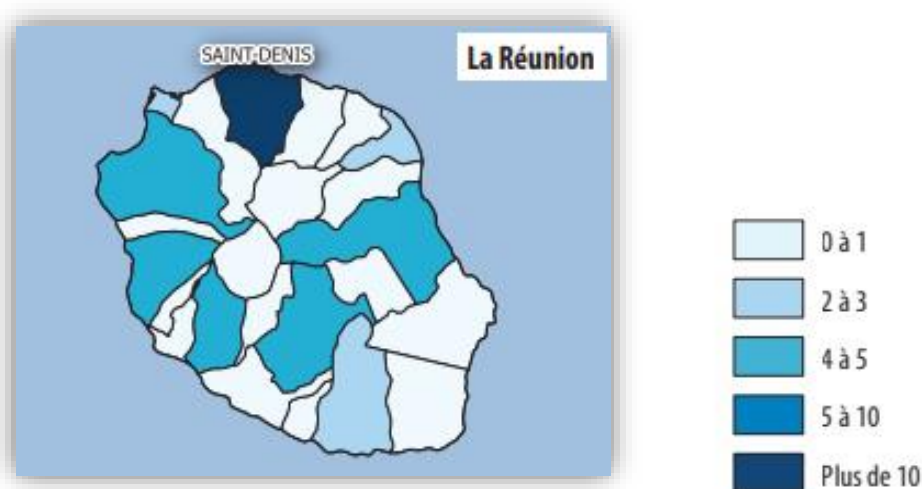 SAINT-DENIS
La Réunion
0 à 1
2 à 3
4 à 5
5 à 10
Plus de 10